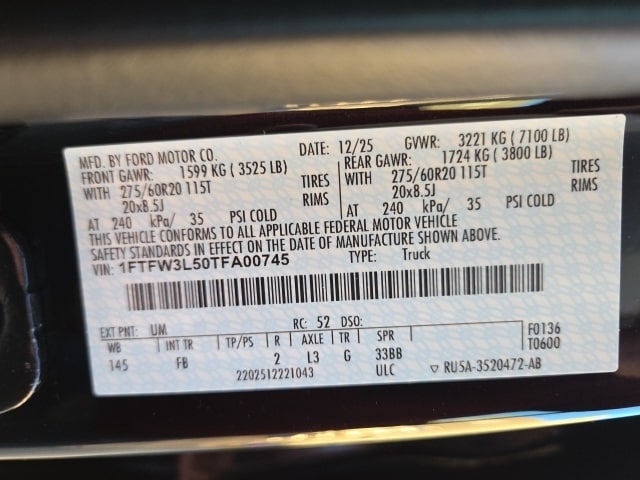 MFD. BY FORD MOTOR CO. DATE: 12/25 GVWR: 3221 KG (7100 LB)
FRONT GAWR: 1599 KG (3525 LB) REAR GAWR: 1724 KG (3800 LB)
WITH 275/60R20 115T TIRES WITH 275/60R20 115T TIRES
20x8.5J RIMS 20x8.5J RIMS
AT 240 kPa/ 35 PSI COLD AT 240 kPa/ 35 PSI COLD
THIS VEHICLE CONFORMS TO ALL APPLICABLE FEDERAL MOTOR VEHICLE
SAFETY STANDARDS IN EFFECT ON THE DATE OF MANUFACTURE SHOWN ABOVE.
VIN: 1FTFW3L50TFA00745 TYPE: Truck
EXT PNT: UM RC: 52 DSO: F0136
WB INT TR TP/PS R AXLE TR SPR T0600
145 FB 2 L3 G 33BB
2202512221043 ULC ▽ RU5A-3520472-AB